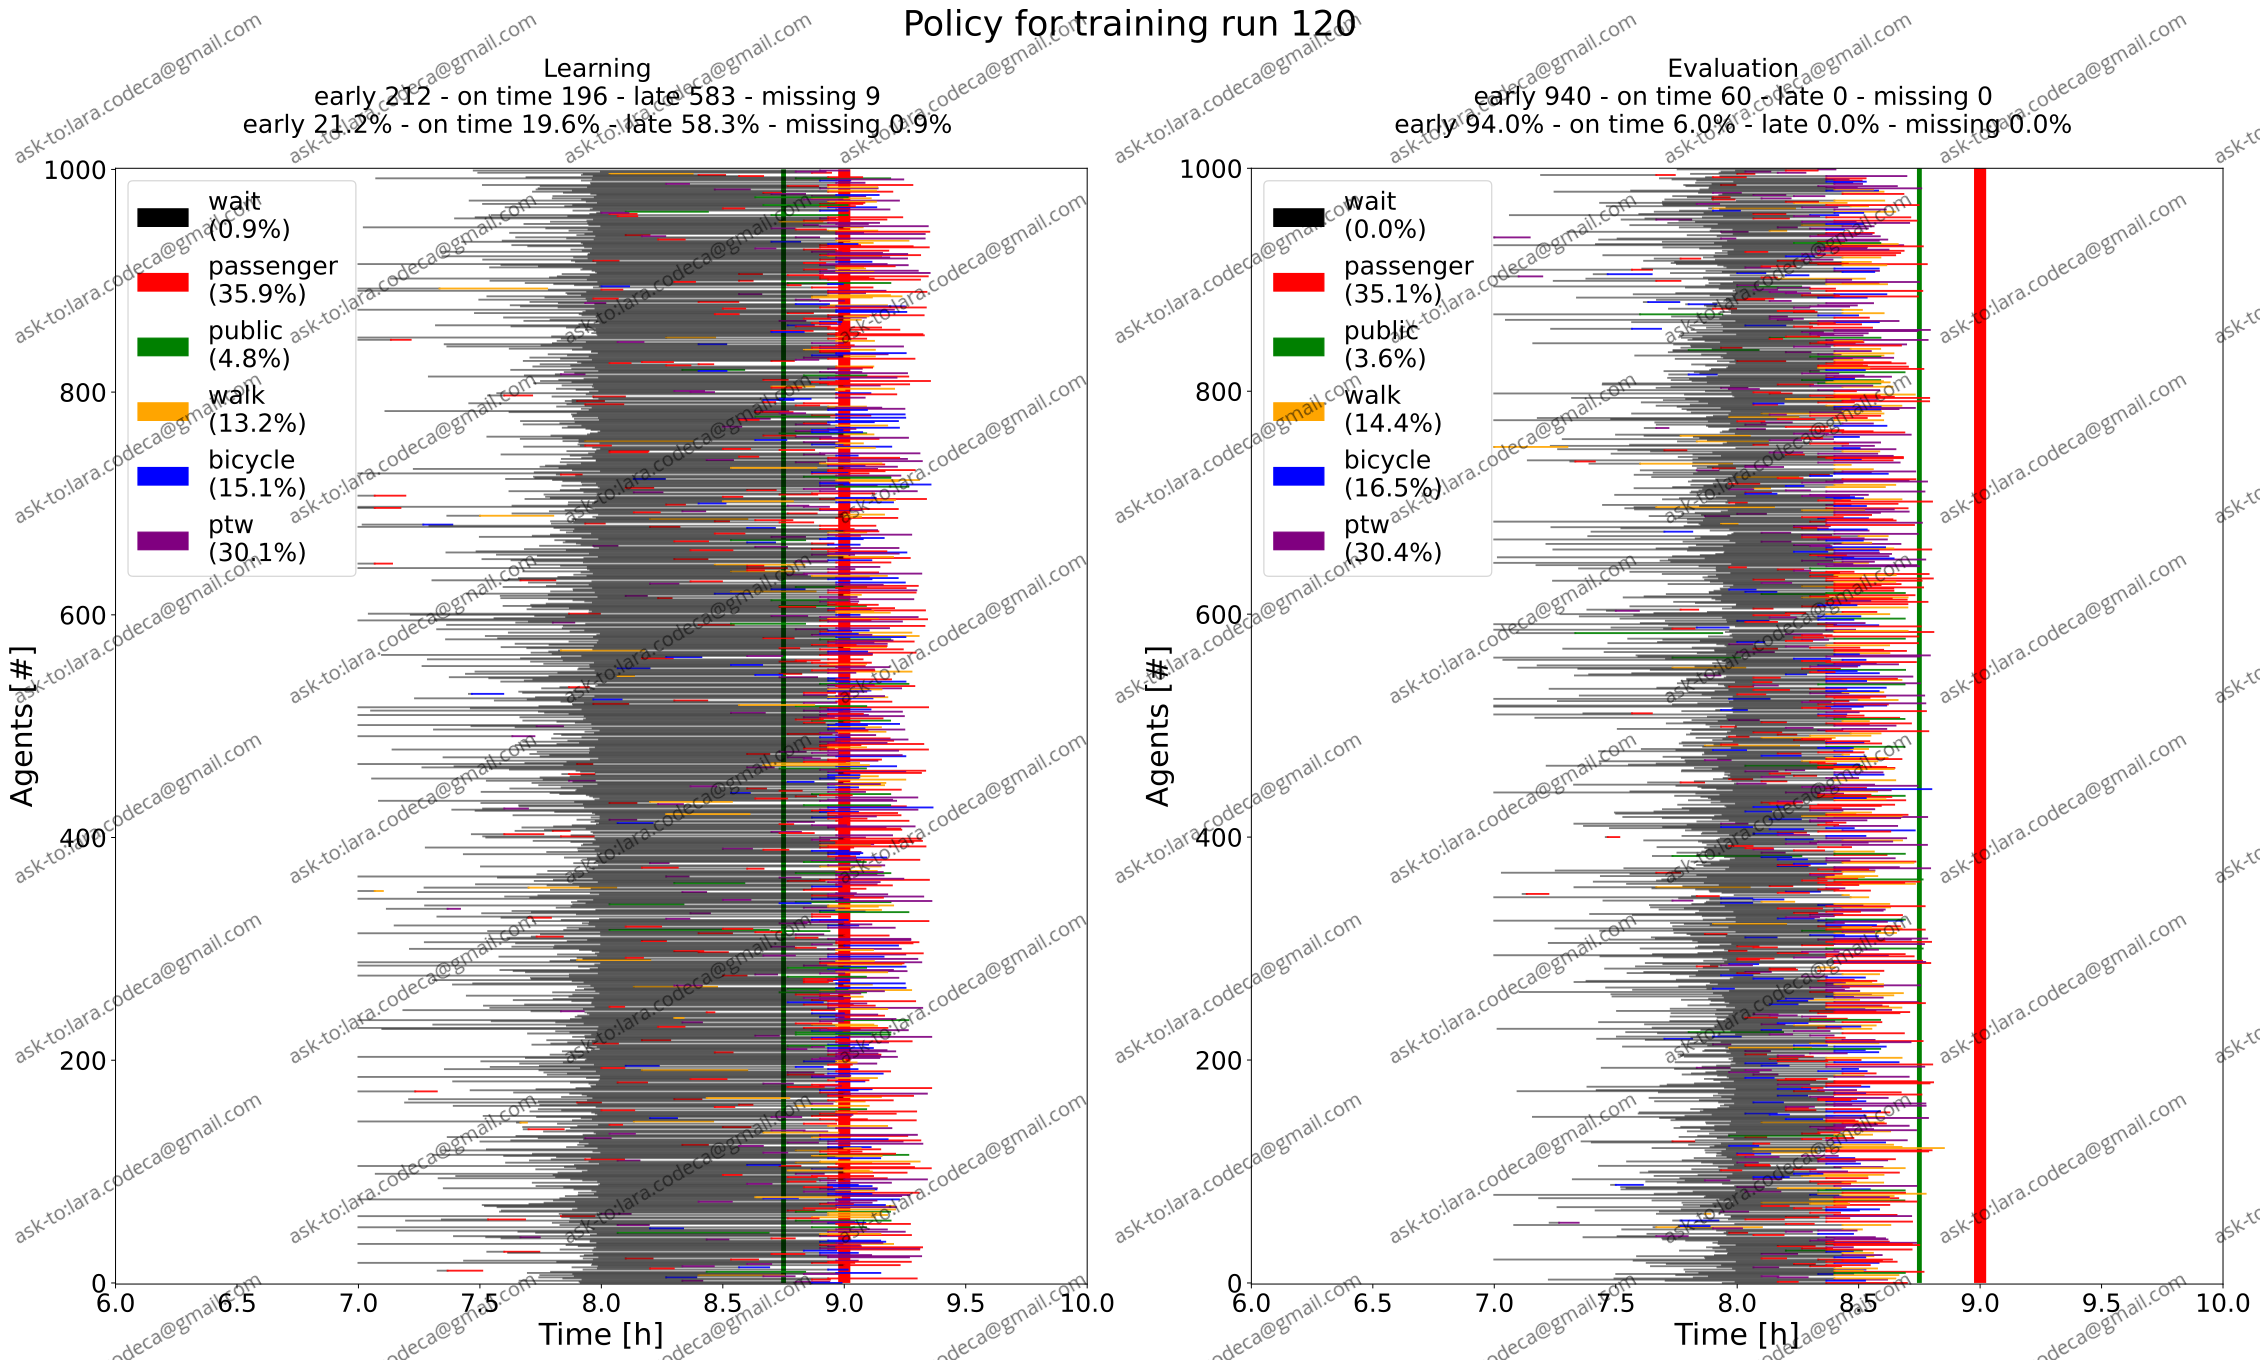 Policy for training run 120
Learning
early 212 - on time 196 - late 583 - missing 9
early 21.2% - on time 19.6% - late 58.3% - missing 0.9%
1000
800
600
400
200
0
Agents [#]
wait
(0.9%)
passenger
(35.9%)
public
(4.8%)
walk
(13.2%)
bicycle
(15.1%)
ptw
(30.1%)
6.0 6.5 7.0 7.5 8.0 8.5 9.0 9.5 10.0
Time [h]
Evaluation
early 940 - on time 60 - late 0 - missing 0
early 94.0% - on time 6.0% - late 0.0% - missing 0.0%
1000
800
600
400
200
0
Agents [#]
wait
(0.0%)
passenger
(35.1%)
public
(3.6%)
walk
(14.4%)
bicycle
(16.5%)
ptw
(30.4%)
6.0 6.5 7.0 7.5 8.0 8.5 9.0 9.5 10.0
Time [h]
ask-to:lara.codeca@gmail.com